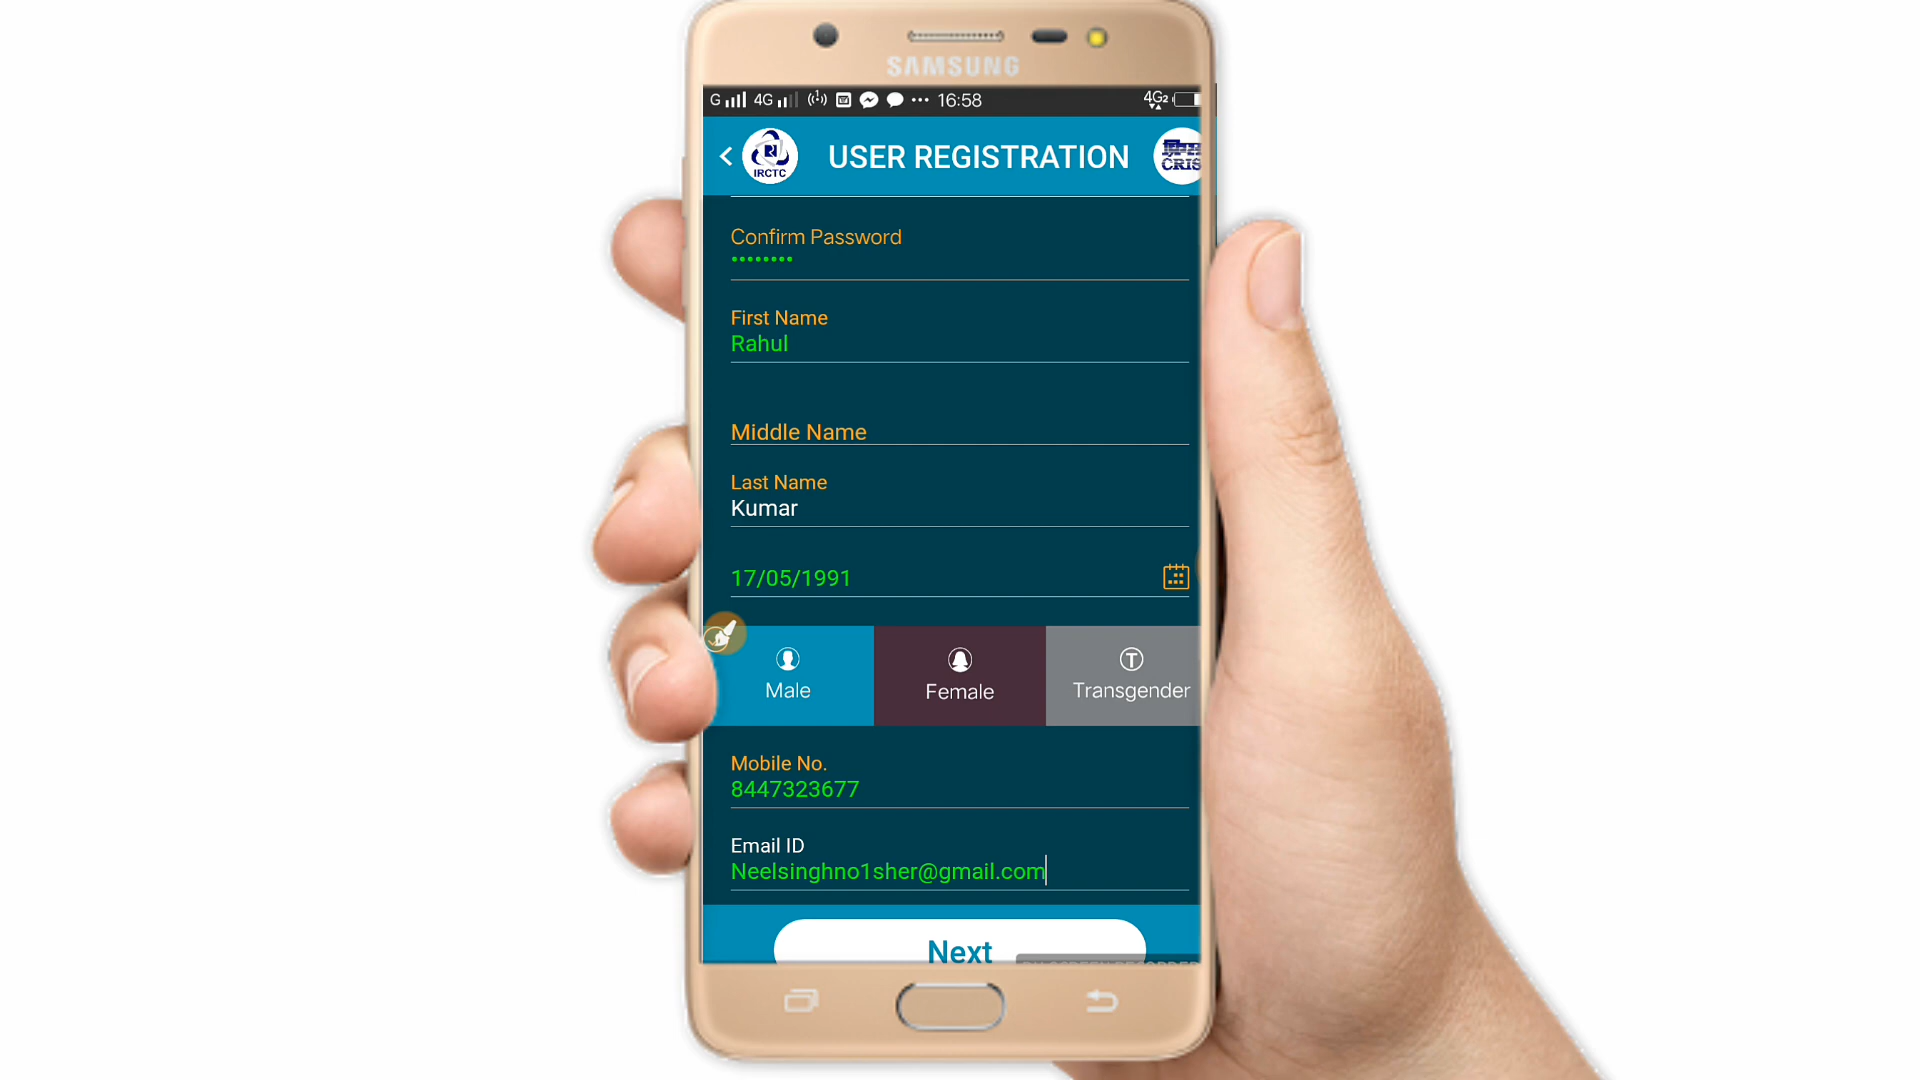 SAMSUNG
G 4G 16:58 4G2
IRCTC USER REGISTRATION CRIS
Confirm Password
••••••••
First Name
Rahul
Middle Name
Last Name
Kumar
17/05/1991
Male Female T Transgender
Mobile No.
8447323677
Email ID
Neelsinghno1sher@gmail.com
Next